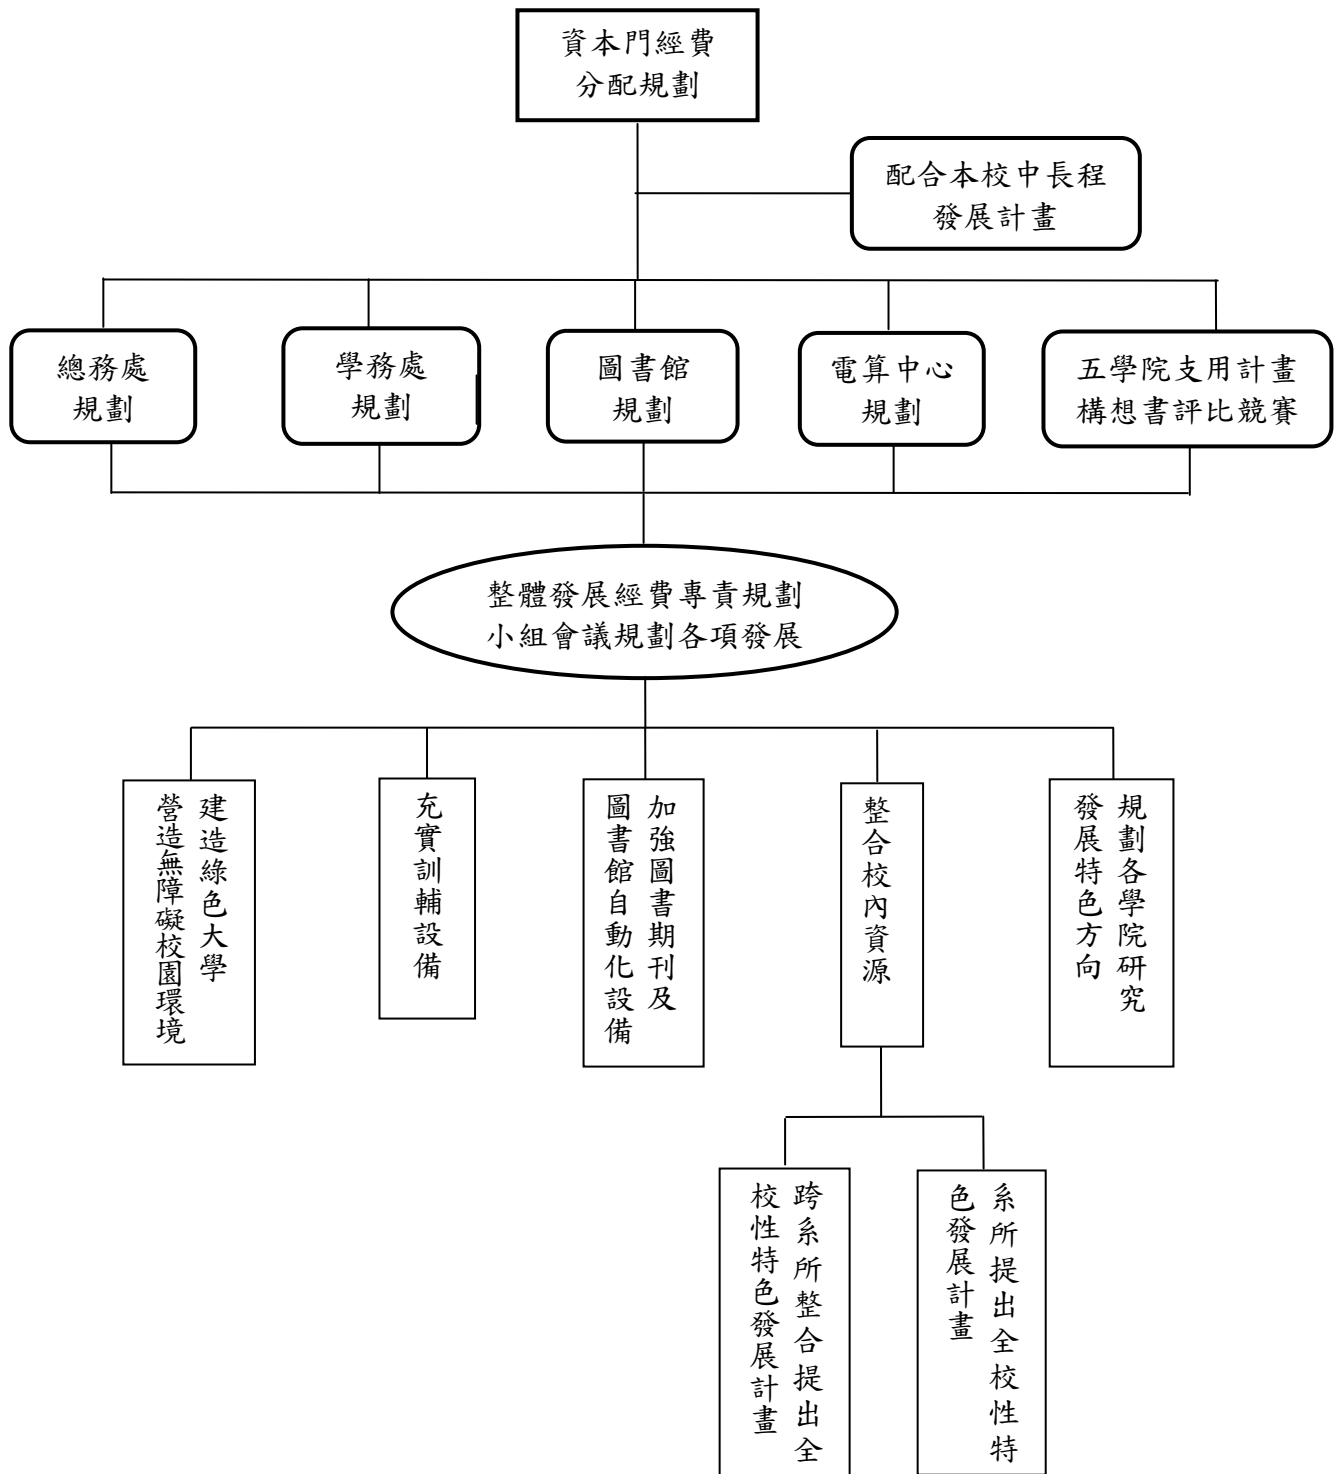 資本門經費
分配規劃
配合本校中長程
發展計畫
總務處
規劃
學務處
規劃
圖書館
規劃
電算中心
規劃
五學院支用計畫
構想書評比競賽
整體發展經費專責規劃
小組會議規劃各項發展
建造綠色大學
營造無障礙校園環境
充實訓輔設備
加強圖書期刊及
圖書館自動化設備
整合校內資源
規劃各學院研究
發展特色方向
跨系所整合提出全
校性特色發展計畫
系所提出全校性特
色發展計畫